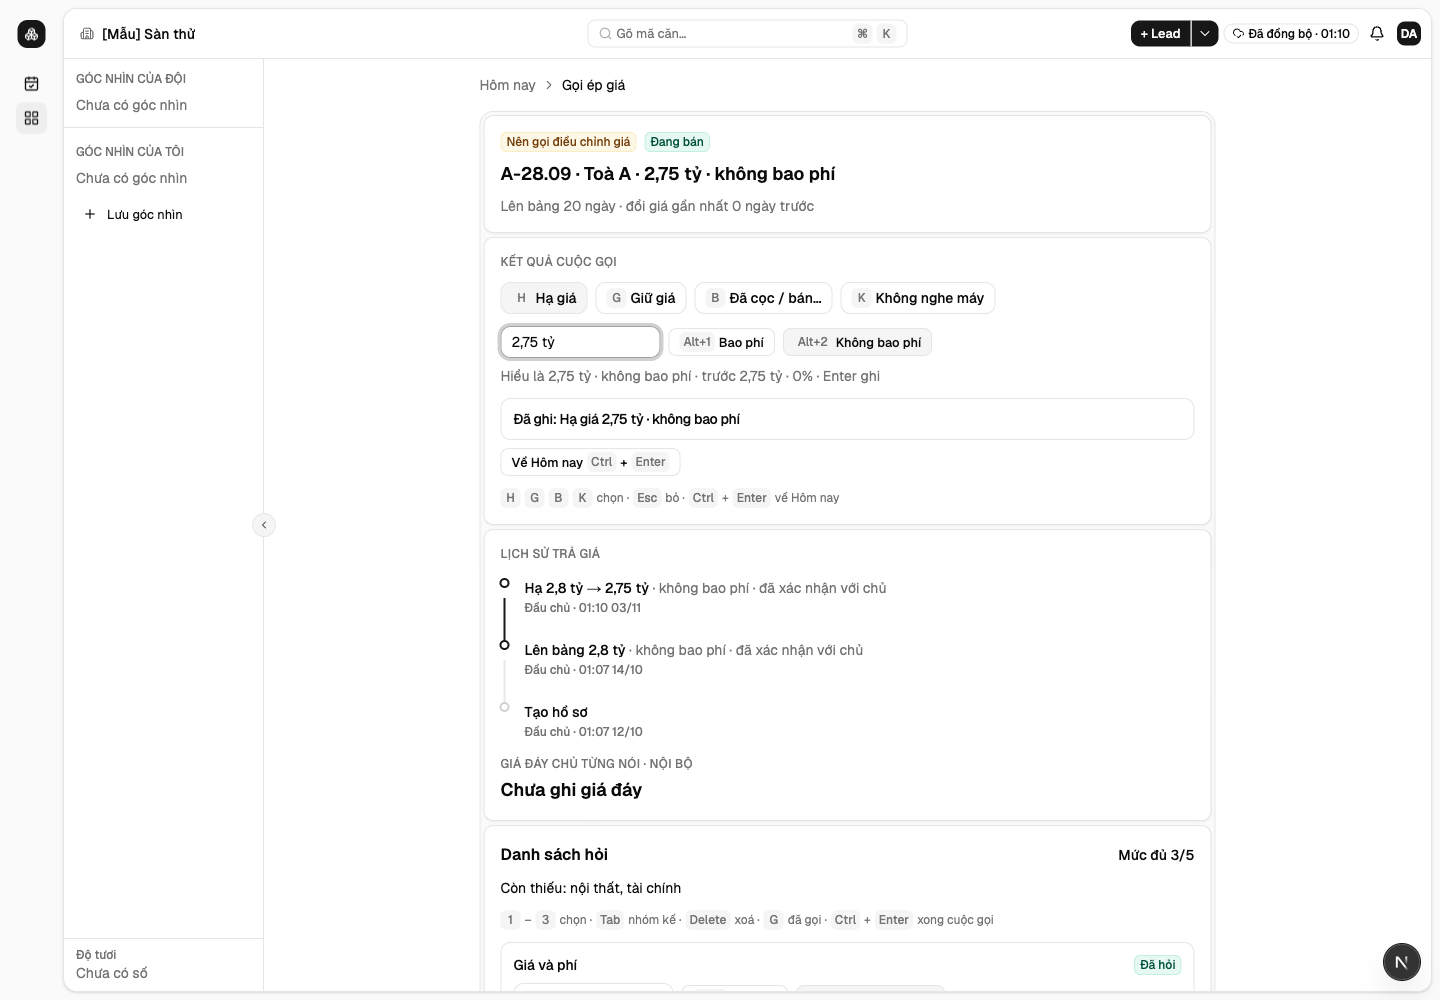 [Mẫu] Sàn thử
Gõ mã căn...
⌘ K
+ Lead
Đã đồng bộ · 01:10
DA
GÓC NHÌN CỦA ĐỘI
Chưa có góc nhìn
GÓC NHÌN CỦA TÔI
Chưa có góc nhìn
+ Lưu góc nhìn
Độ tươi
Chưa có số
Hôm nay > Gọi ép giá
Nên gọi điều chỉnh giá Đang bán
A-28.09 · Toà A · 2,75 tỷ · không bao phí
Lên bảng 20 ngày · đổi giá gần nhất 0 ngày trước
KẾT QUẢ CUỘC GỌI
H Hạ giá G Giữ giá B Đã cọc / bán... K Không nghe máy
2,75 tỷ Alt+1 Bao phí Alt+2 Không bao phí
Hiểu là 2,75 tỷ · không bao phí · trước 2,75 tỷ · 0% · Enter ghi
Đã ghi: Hạ giá 2,75 tỷ · không bao phí
Về Hôm nay Ctrl + Enter
H G B K chọn · Esc bỏ · Ctrl + Enter về Hôm nay
LỊCH SỬ TRẢ GIÁ
Hạ 2,8 tỷ → 2,75 tỷ · không bao phí · đã xác nhận với chủ
Đầu chủ · 01:10 03/11
Lên bảng 2,8 tỷ · không bao phí · đã xác nhận với chủ
Đầu chủ · 01:07 14/10
Tạo hồ sơ
Đầu chủ · 01:07 12/10
GIÁ ĐÁY CHỦ TỪNG NÓI · NỘI BỘ
Chưa ghi giá đáy
Danh sách hỏi Mức đủ 3/5
Còn thiếu: nội thất, tài chính
1 – 3 chọn · Tab nhóm kế · Delete xoá · G đã gọi · Ctrl + Enter xong cuộc gọi
Giá và phí Đã hỏi